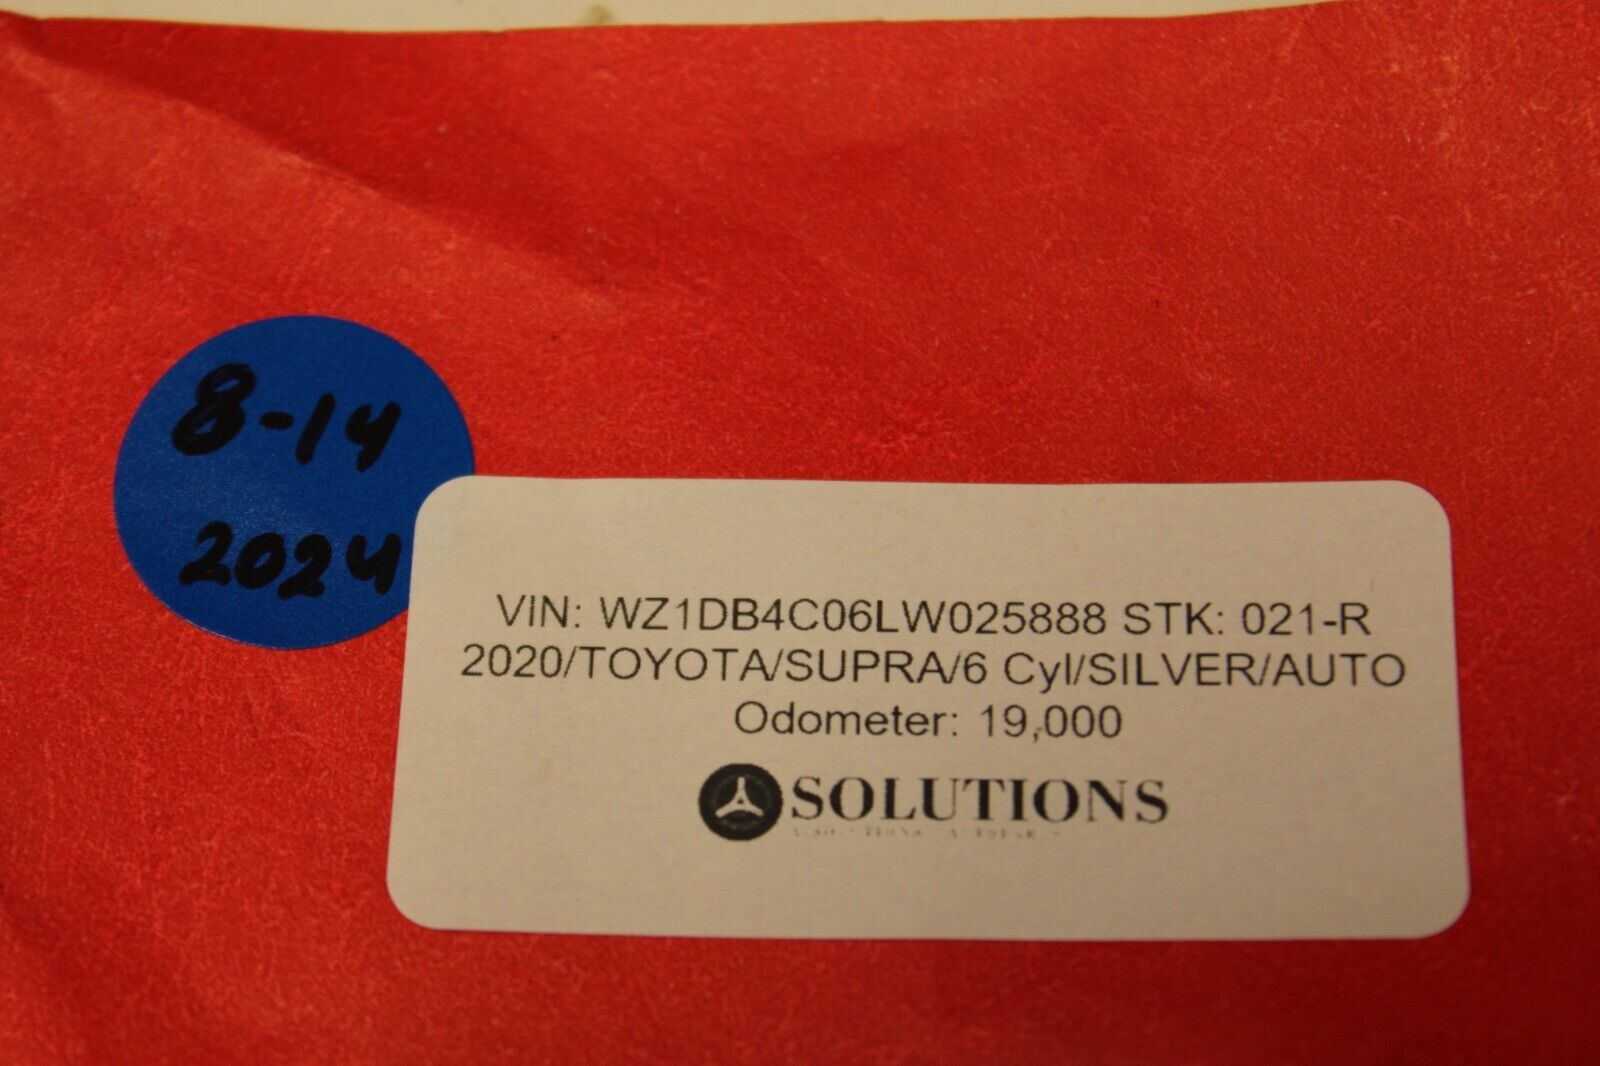 8-14
2024
VIN: WZ1DB4C06LW025888 STK: 021-R
2020/TOYOTA/SUPRA/6 Cyl/SILVER/AUTO
Odometer: 19,000
SOLUTIONS